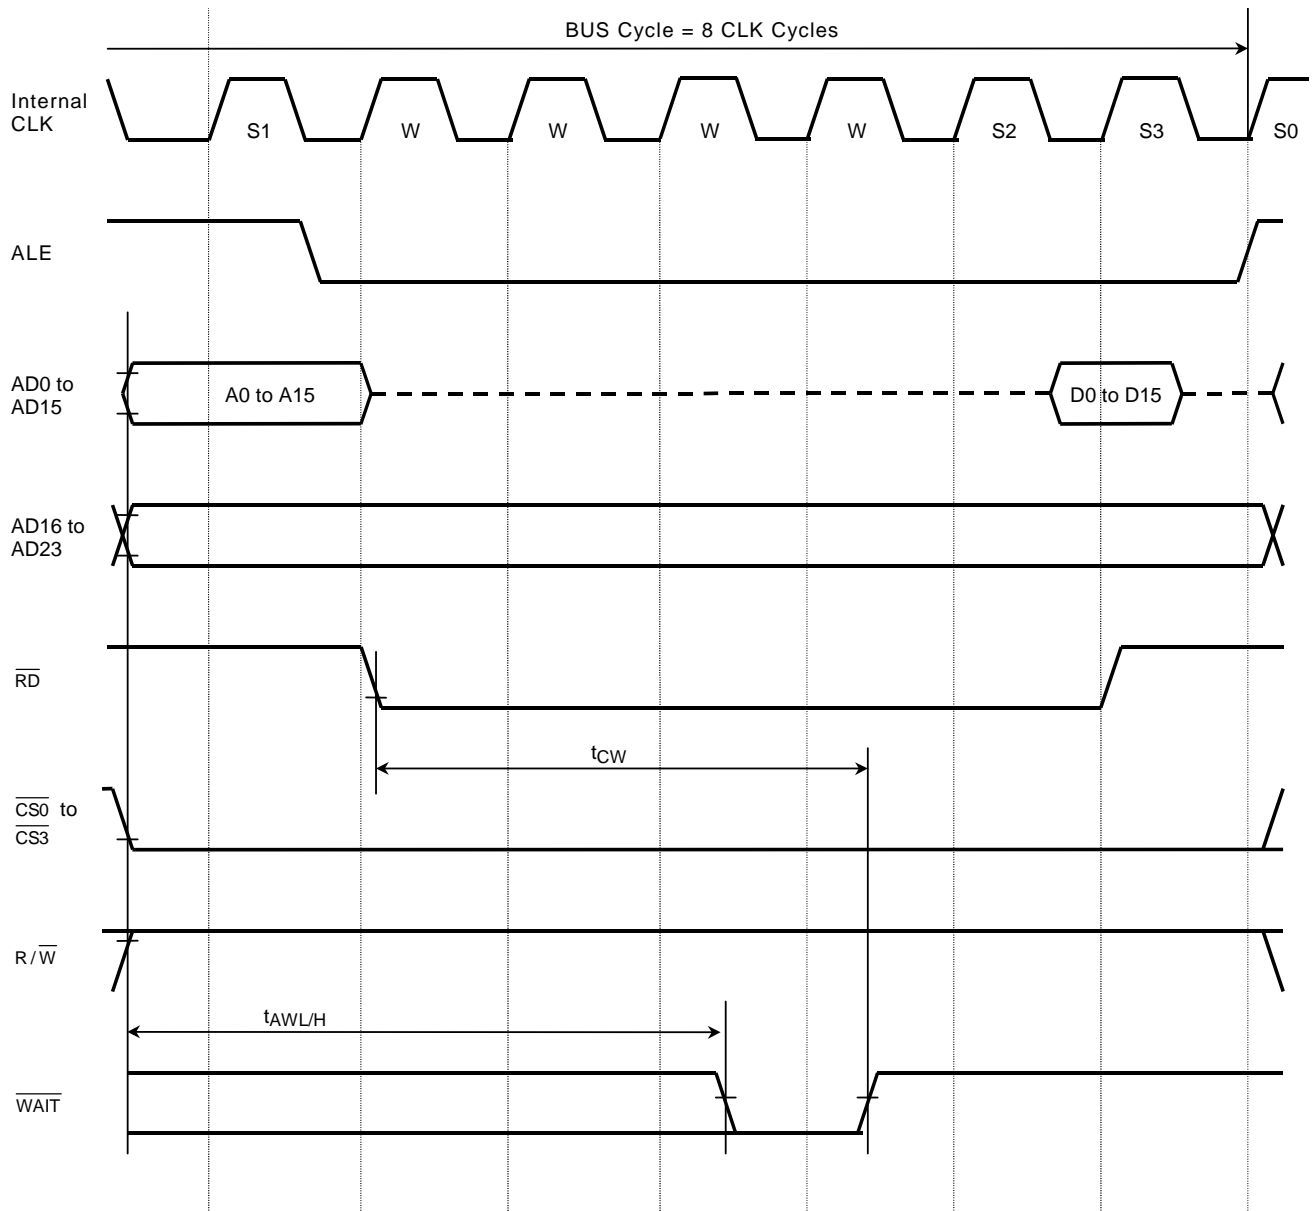 BUS Cycle = 8 CLK Cycles
Internal
CLK
S1 W W W W S2 S3 S0
ALE
AD0 to
AD15
A0 to A15
D0 to D15
AD16 to
AD23
RD
tCW
CS0 to
CS3
R/W
tAWL/H
WAIT